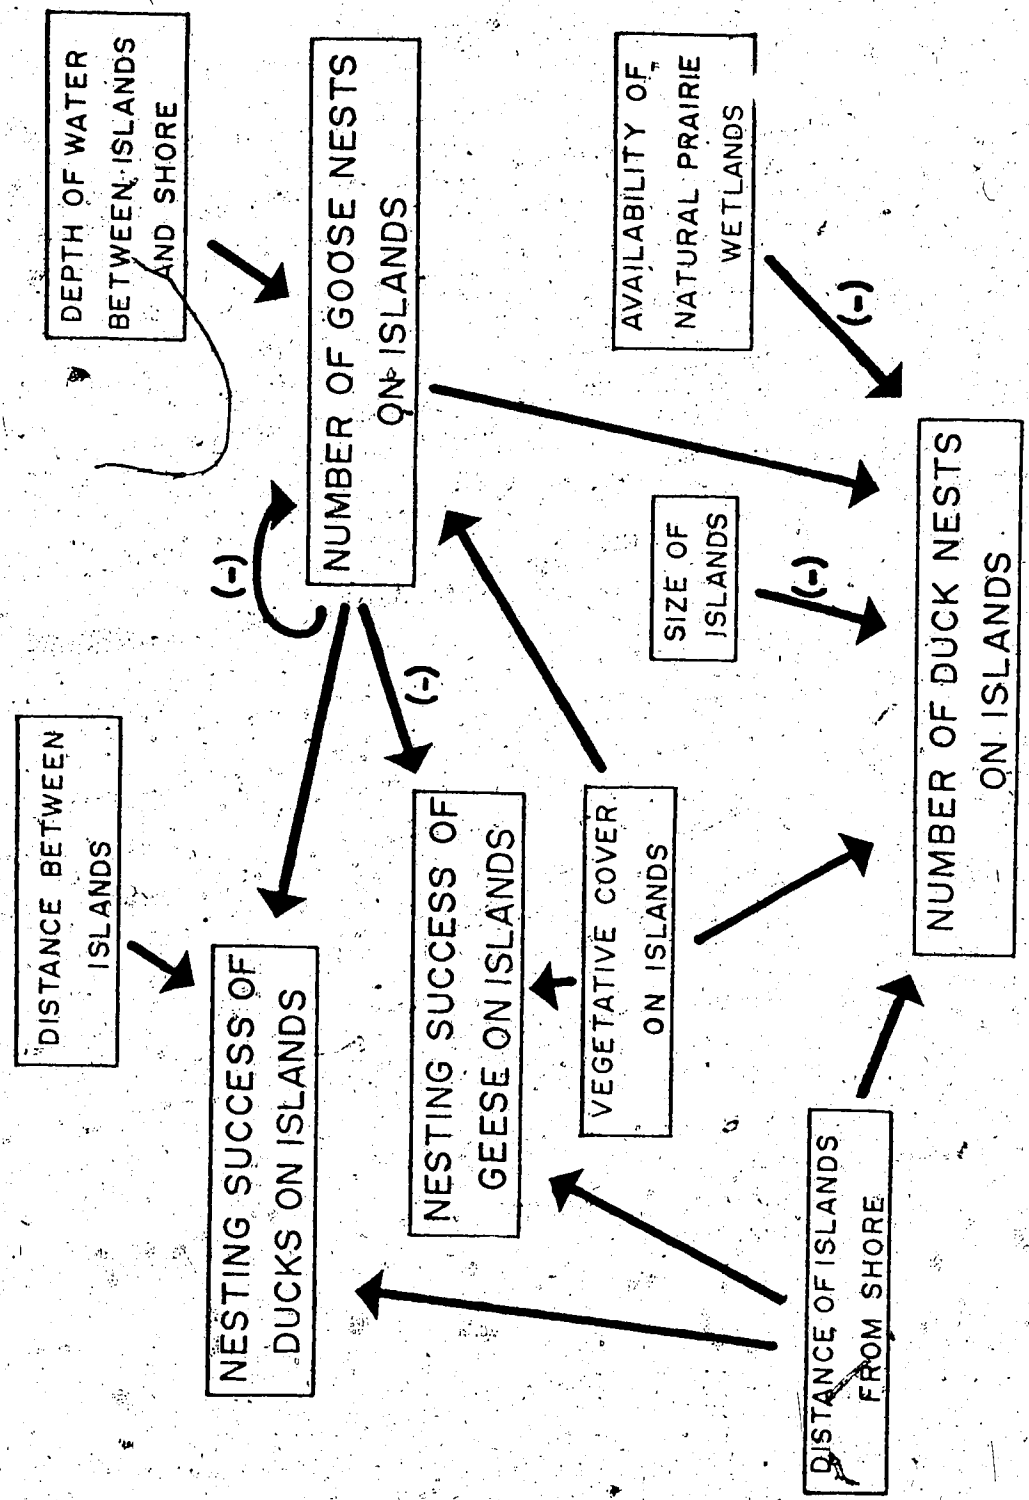 DISTANCE BETWEEN
ISLANDS
DEPTH OF WATER
BETWEEN ISLANDS
AND SHORE
NESTING SUCCESS OF
DUCKS ON ISLANDS
(-)
NUMBER OF GOOSE NESTS
ON ISLANDS
(-)
NESTING SUCCESS OF
GEESE ON ISLANDS
VEGETATIVE COVER
ON ISLANDS
SIZE OF
ISLANDS
(-)
AVAILABILITY OF
NATURAL PRAIRIE
WETLANDS
(-)
DISTANCE OF ISLANDS
FROM SHORE
NUMBER OF DUCK NESTS
ON ISLANDS